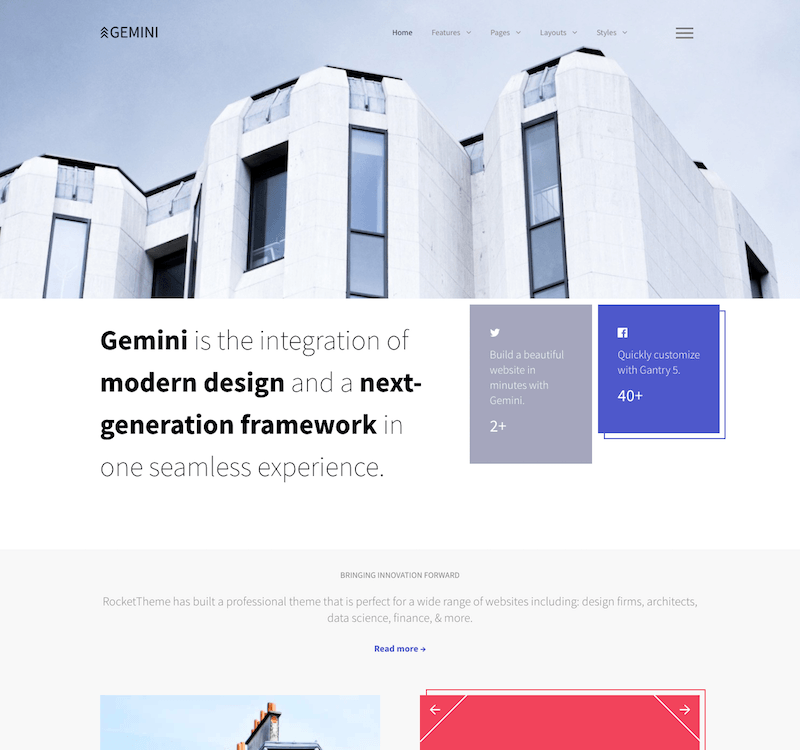 GEMINI
Home Features Pages Layouts Styles
Gemini is the integration of
modern design and a next-
generation framework in
one seamless experience.
Build a beautiful
website in
minutes with
Gemini.
2+
Quickly customize
with Gantry 5.
40+
BRINGING INNOVATION FORWARD
RocketTheme has built a professional theme that is perfect for a wide range of websites including: design firms, architects,
data science, finance, & more.
Read more →